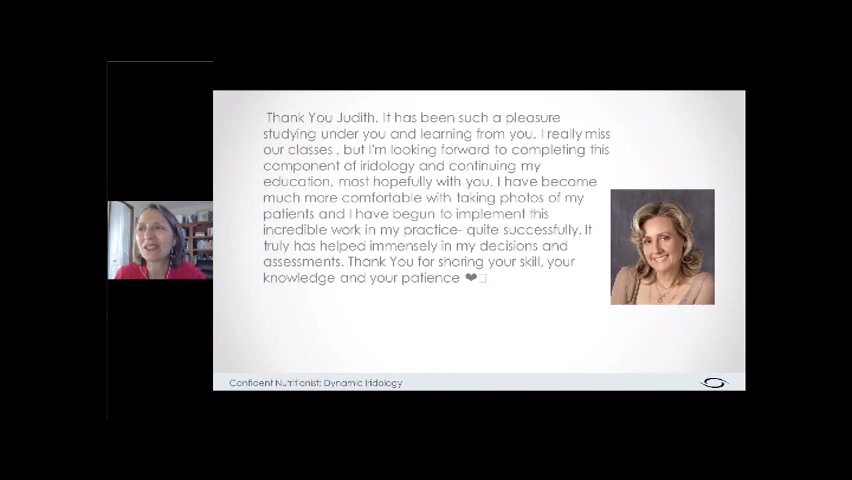 Thank You Judith. It has been such a pleasure
studying under you and learning from you. I really miss
our classes , but I'm looking forward to completing this
component of iridology and continuing my
education, most hopefully with you. I have become
much more comfortable with taking photos of my
patients and I have begun to implement this
incredible work in my practice- quite successfully. It
truly has helped immensely in my decisions and
assessments. Thank You for sharing your skill, your
knowledge and your patience ❤
Confident Nutritionist: Dynamic Iridology